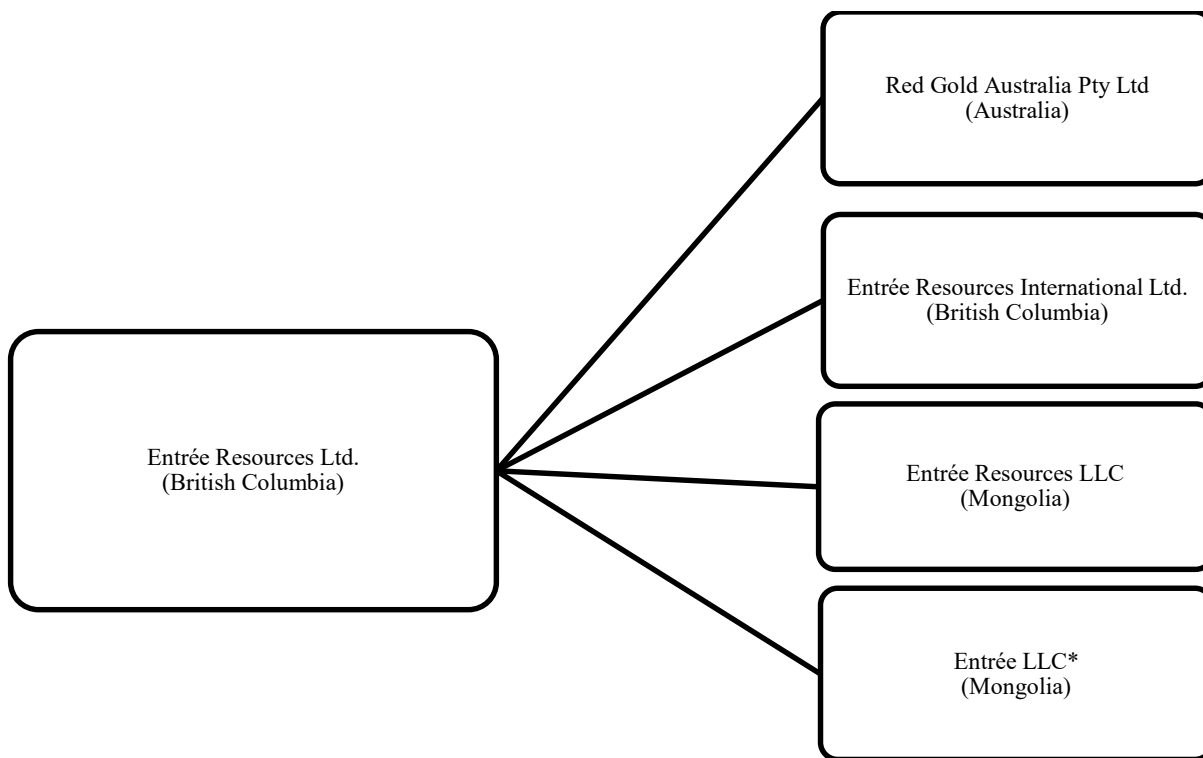 Red Gold Australia Pty Ltd
(Australia)
Entrée Resources International Ltd.
(British Columbia)
Entrée Resources Ltd.
(British Columbia)
Entrée Resources LLC
(Mongolia)
Entrée LLC*
(Mongolia)